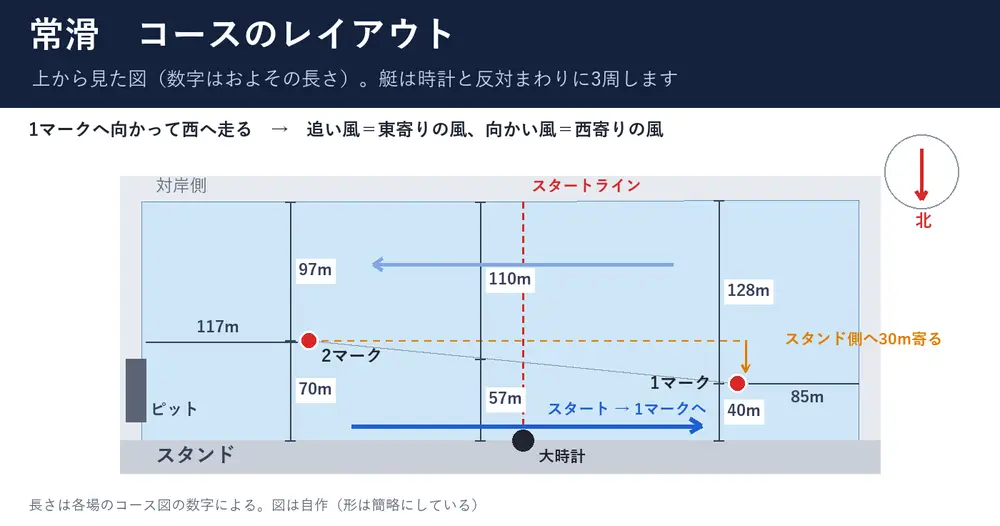 常滑　コースのレイアウト
上から見た図（数字はおよその長さ）。艇は時計と反対まわりに3周します
1マークへ向かって西へ走る　→　追い風＝東寄りの風、向かい風＝西寄りの風
対岸側
スタートライン
北
97m
110m
128m
117m
スタンド側へ30m寄る
2マーク
1マーク
70m
57m
85m
スタート → 1マークへ
40m
ピット
スタンド
大時計
長さは各場のコース図の数字による。図は自作（形は簡略にしている）